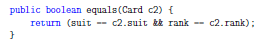 public boolean equals(Card c2) {
return (suit == c2.suit && rank == c2.rank);
}